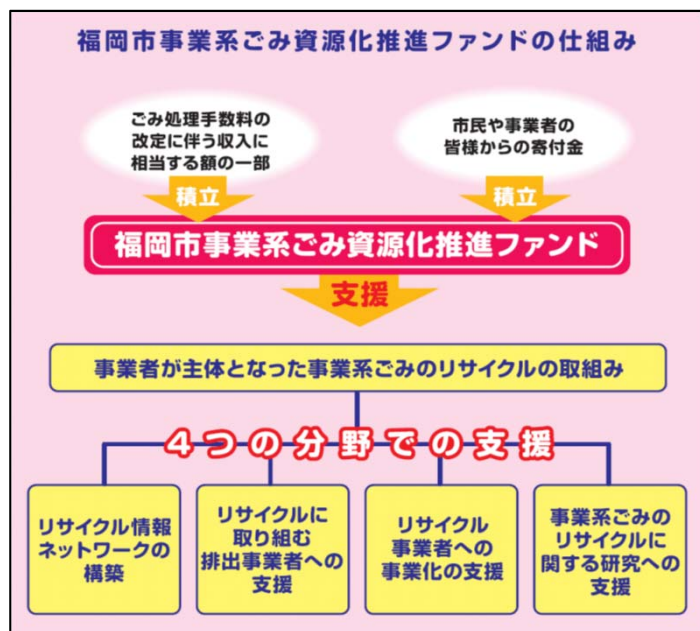 福岡市事業系ごみ資源化推進ファンドの仕組み
ごみ処理手数料の
改定に伴う収入に
相当する額の一部
市民や事業者の
皆様からの寄付金
積立
積立
福岡市事業系ごみ資源化推進ファンド
支援
事業者が主体となった事業系ごみのリサイクルの取組み
4つの分野での支援
リサイクル情報
ネットワークの
構築
リサイクルに
取り組む
排出事業者への
支援
リサイクル
事業者への
事業化の支援
事業系ごみの
リサイクルに
関する研究への
支援